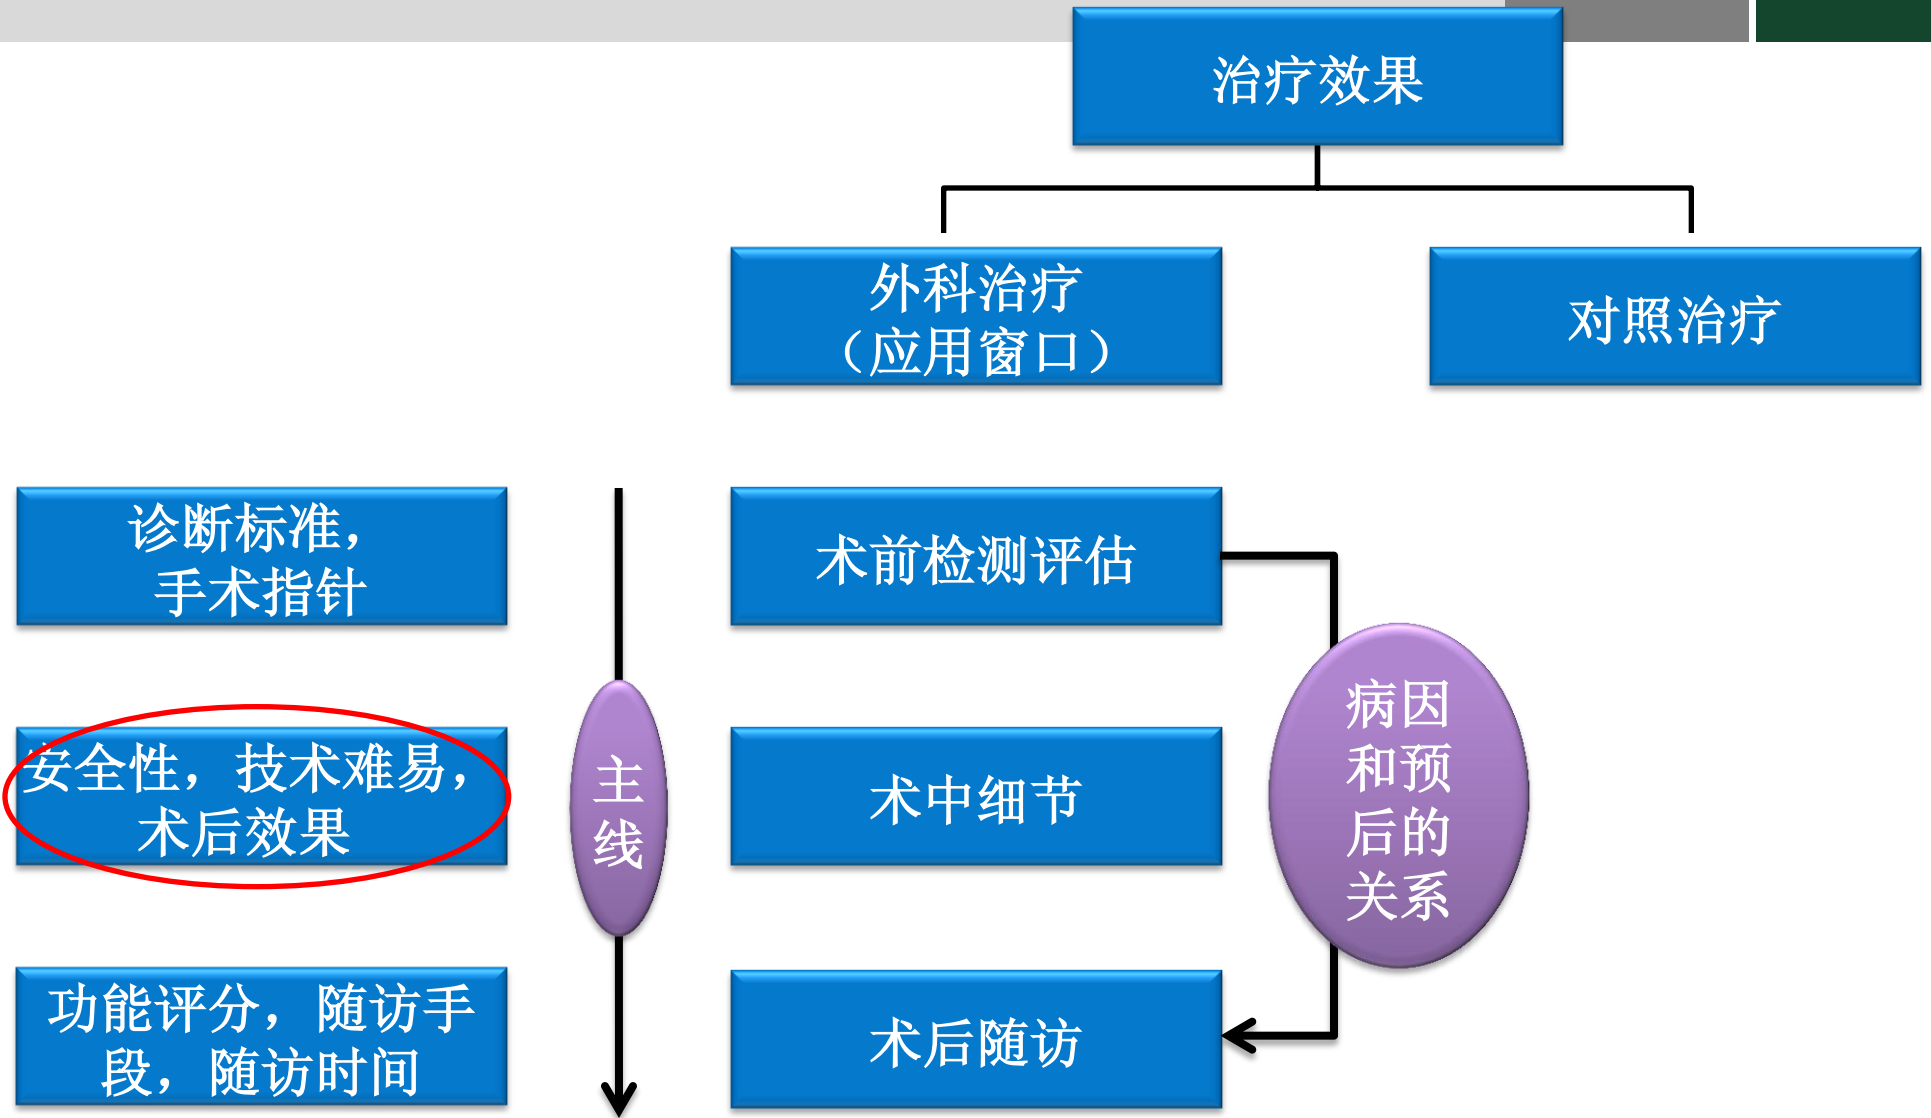 治疗效果
外科治疗
（应用窗口）
对照治疗
诊断标准，
手术指针
术前检测评估
安全性，技术难易，
术后效果
主
线
术中细节
病因
和预
后的
关系
功能评分，随访手
段，随访时间
术后随访